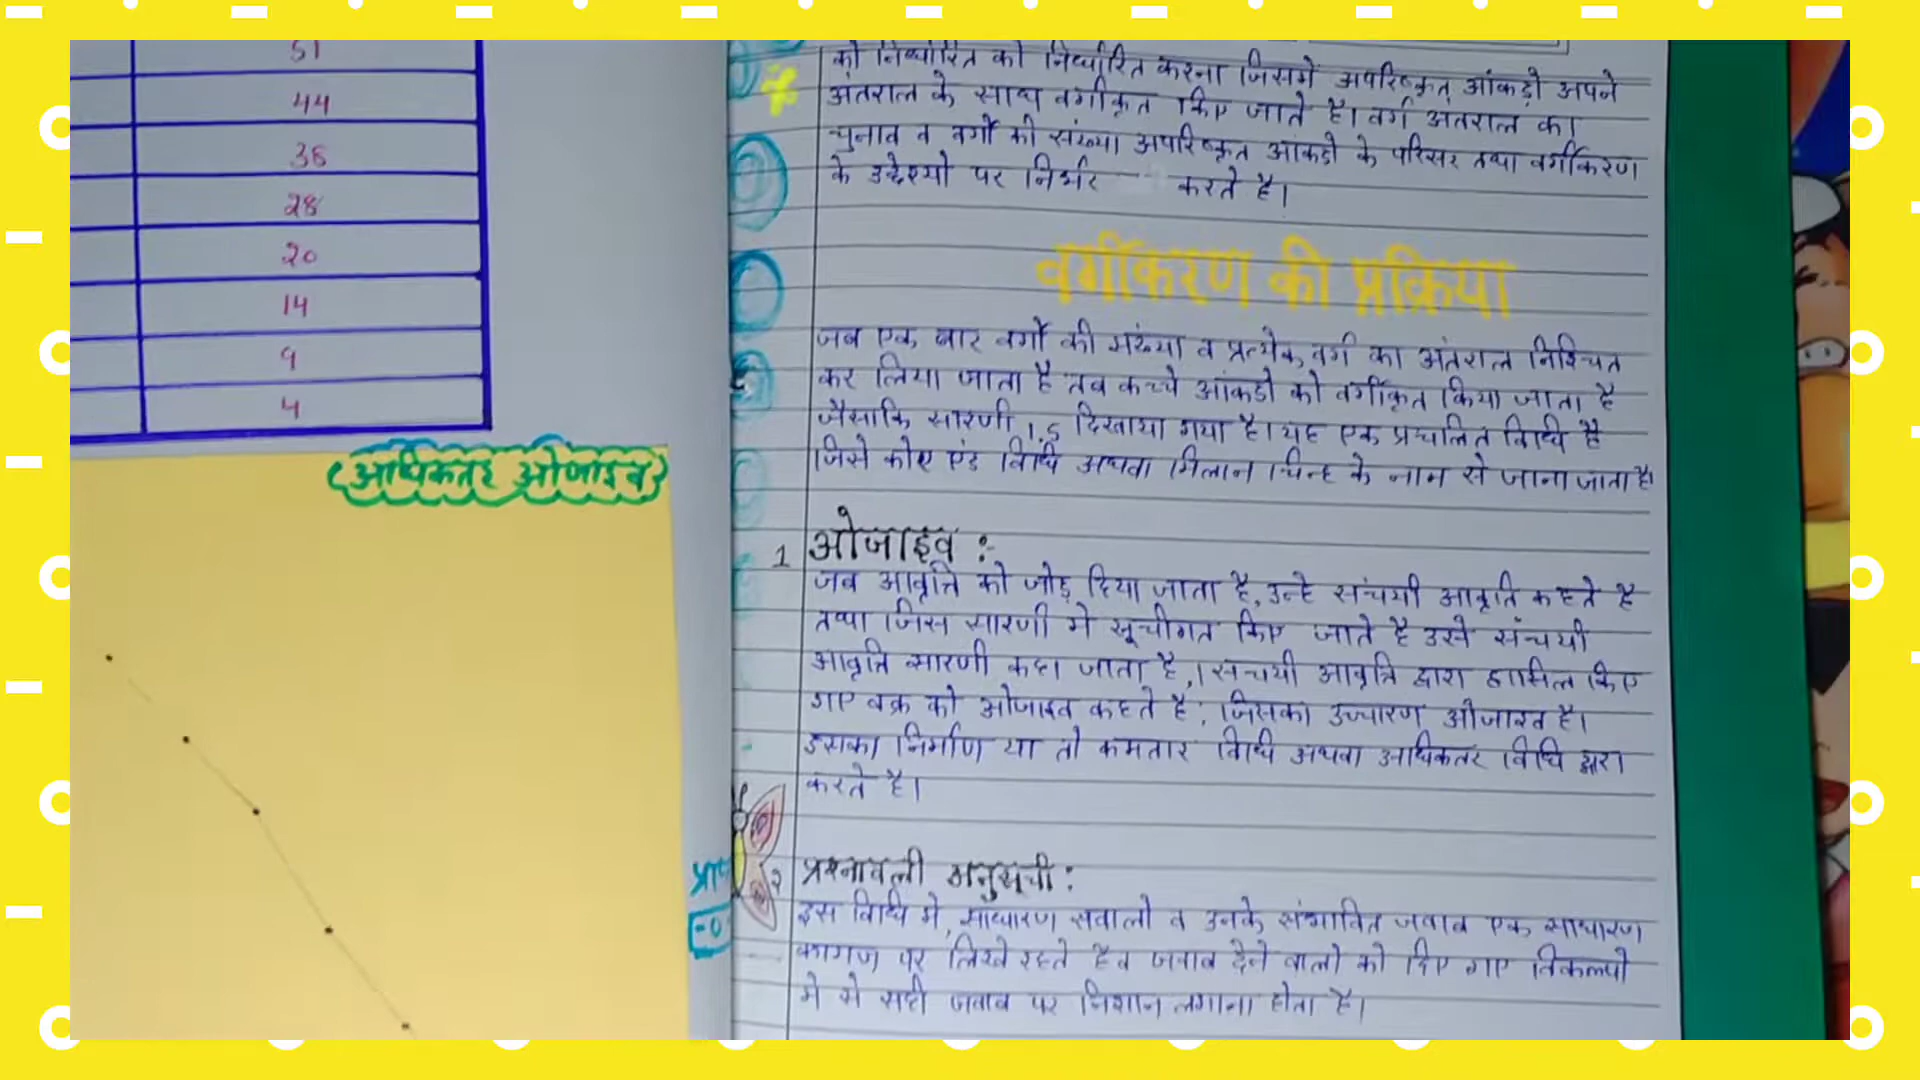 51
44
36
28
20
14
9
4
(अधिकतर ओजाइव)
को निर्धारित को निर्धारित करना जिसमें अपरिष्कृत आंकड़ो अपने
अंतराल के साथ वर्गीकृत किए जाते है। वर्ग अंतराल का
चुनाव व वर्गो की संख्या अपरिष्कृत आंकडो के परिसर तथा वर्गीकरण
के उद्देश्यो पर निर्भर करते है।
वर्गीकरण की प्रक्रिया
जब एक बार वर्गो की संख्या व प्रत्येक वर्ग का अंतराल निश्चित
कर लिया जाता है तब कच्चे आंकडो को वर्गीकृत किया जाता है
जैसाकि सारणी 1.5 दिखाया गया है। यह एक प्रचलित विधि है
जिसे फोर एंड विधि अथवा मिलान चिन्ह के नाम से जाना जाता है।
1 ओजाइव :-
जब आवृति को जोड़ दिया जाता है, उन्हे संचयी आवृति कहते है
तथा जिस सारणी मे सूचीगत किए जाते है उसे संचयी
आवृति सारणी कहा जाता है,। संचयी आवृति द्वारा हासिल किए
गए वक्र को ओजाइव कहते है, जिसका उच्चारण ओजाइव है।
इसका निर्माण या तो कमतार विधि अथवा अधिकतर विधि द्वारा
करते है।
प्राप
२ प्रश्नावली अनुसूची :
-0
इस विधि मे, साधारण सवालो व उनके संभावित जवाब एक साधारण
कागज पर लिखे रहते है व जवाब देने वालो को दिए गए विकल्पो
मे से सही जवाब पर निशान लगाना होता है।